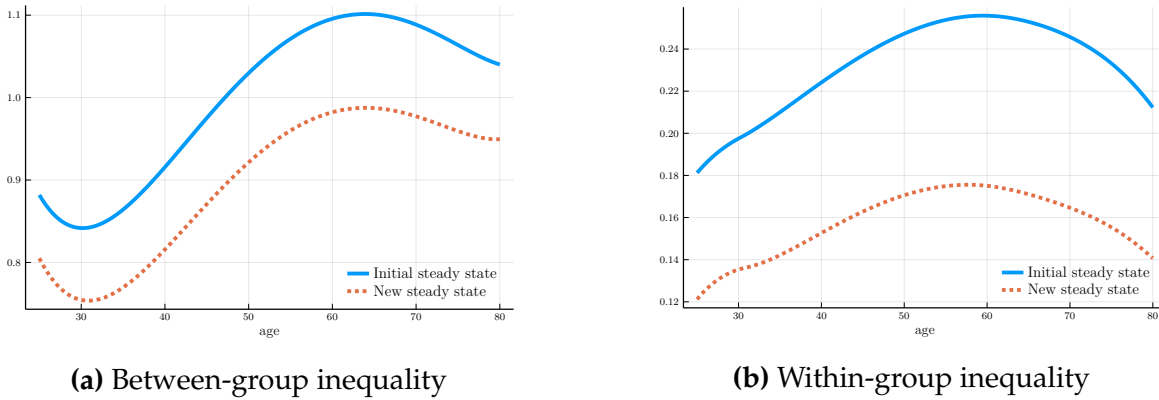 1.1
1.0
0.9
0.8
30 40 50 60 70 80
age
Initial steady state
New steady state
(a) Between-group inequality
0.24
0.22
0.20
0.18
0.16
0.14
0.12
30 40 50 60 70 80
age
Initial steady state
New steady state
(b) Within-group inequality